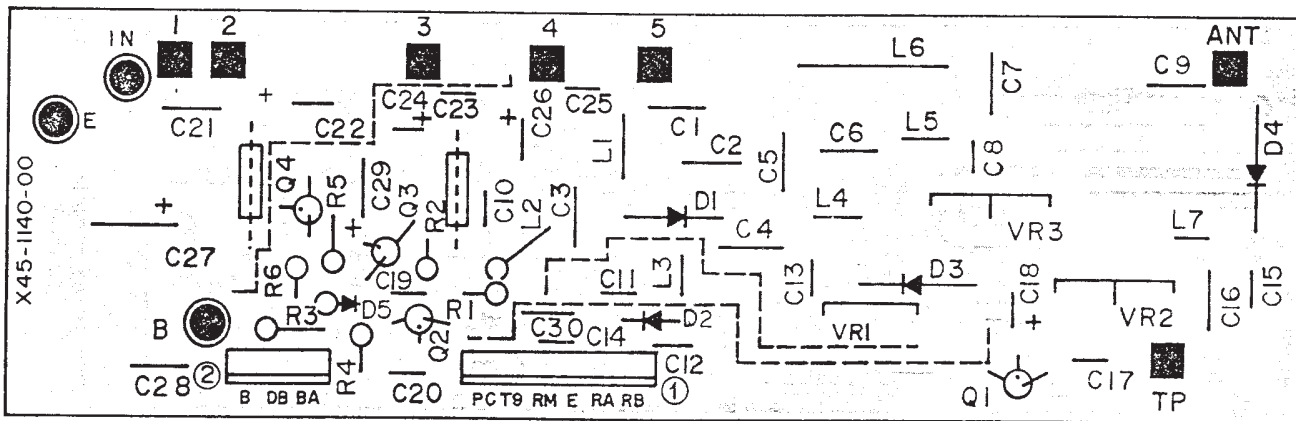 1 2 3 4 5 ANT
IN L6
C24 C23 C26 C25 C7 C9
E C21 + C22 + + C1 L5 D4
Q4 R5 C29 Q3 R2 C10 L2 C3 L1 C2 C5 C6 C8
X45-1140-00
+ + D1 L4 VR3 L7
C27 C4
R6 C19 C11 L3 C13 D3 C18 C16 C15
B R3 D5 R1 C30 C14 D2 VR1 + VR2
C28 ② R4 Q2 C12
B DB BA C20 PC T9 RM E RA RB ① Q1 C17 TP